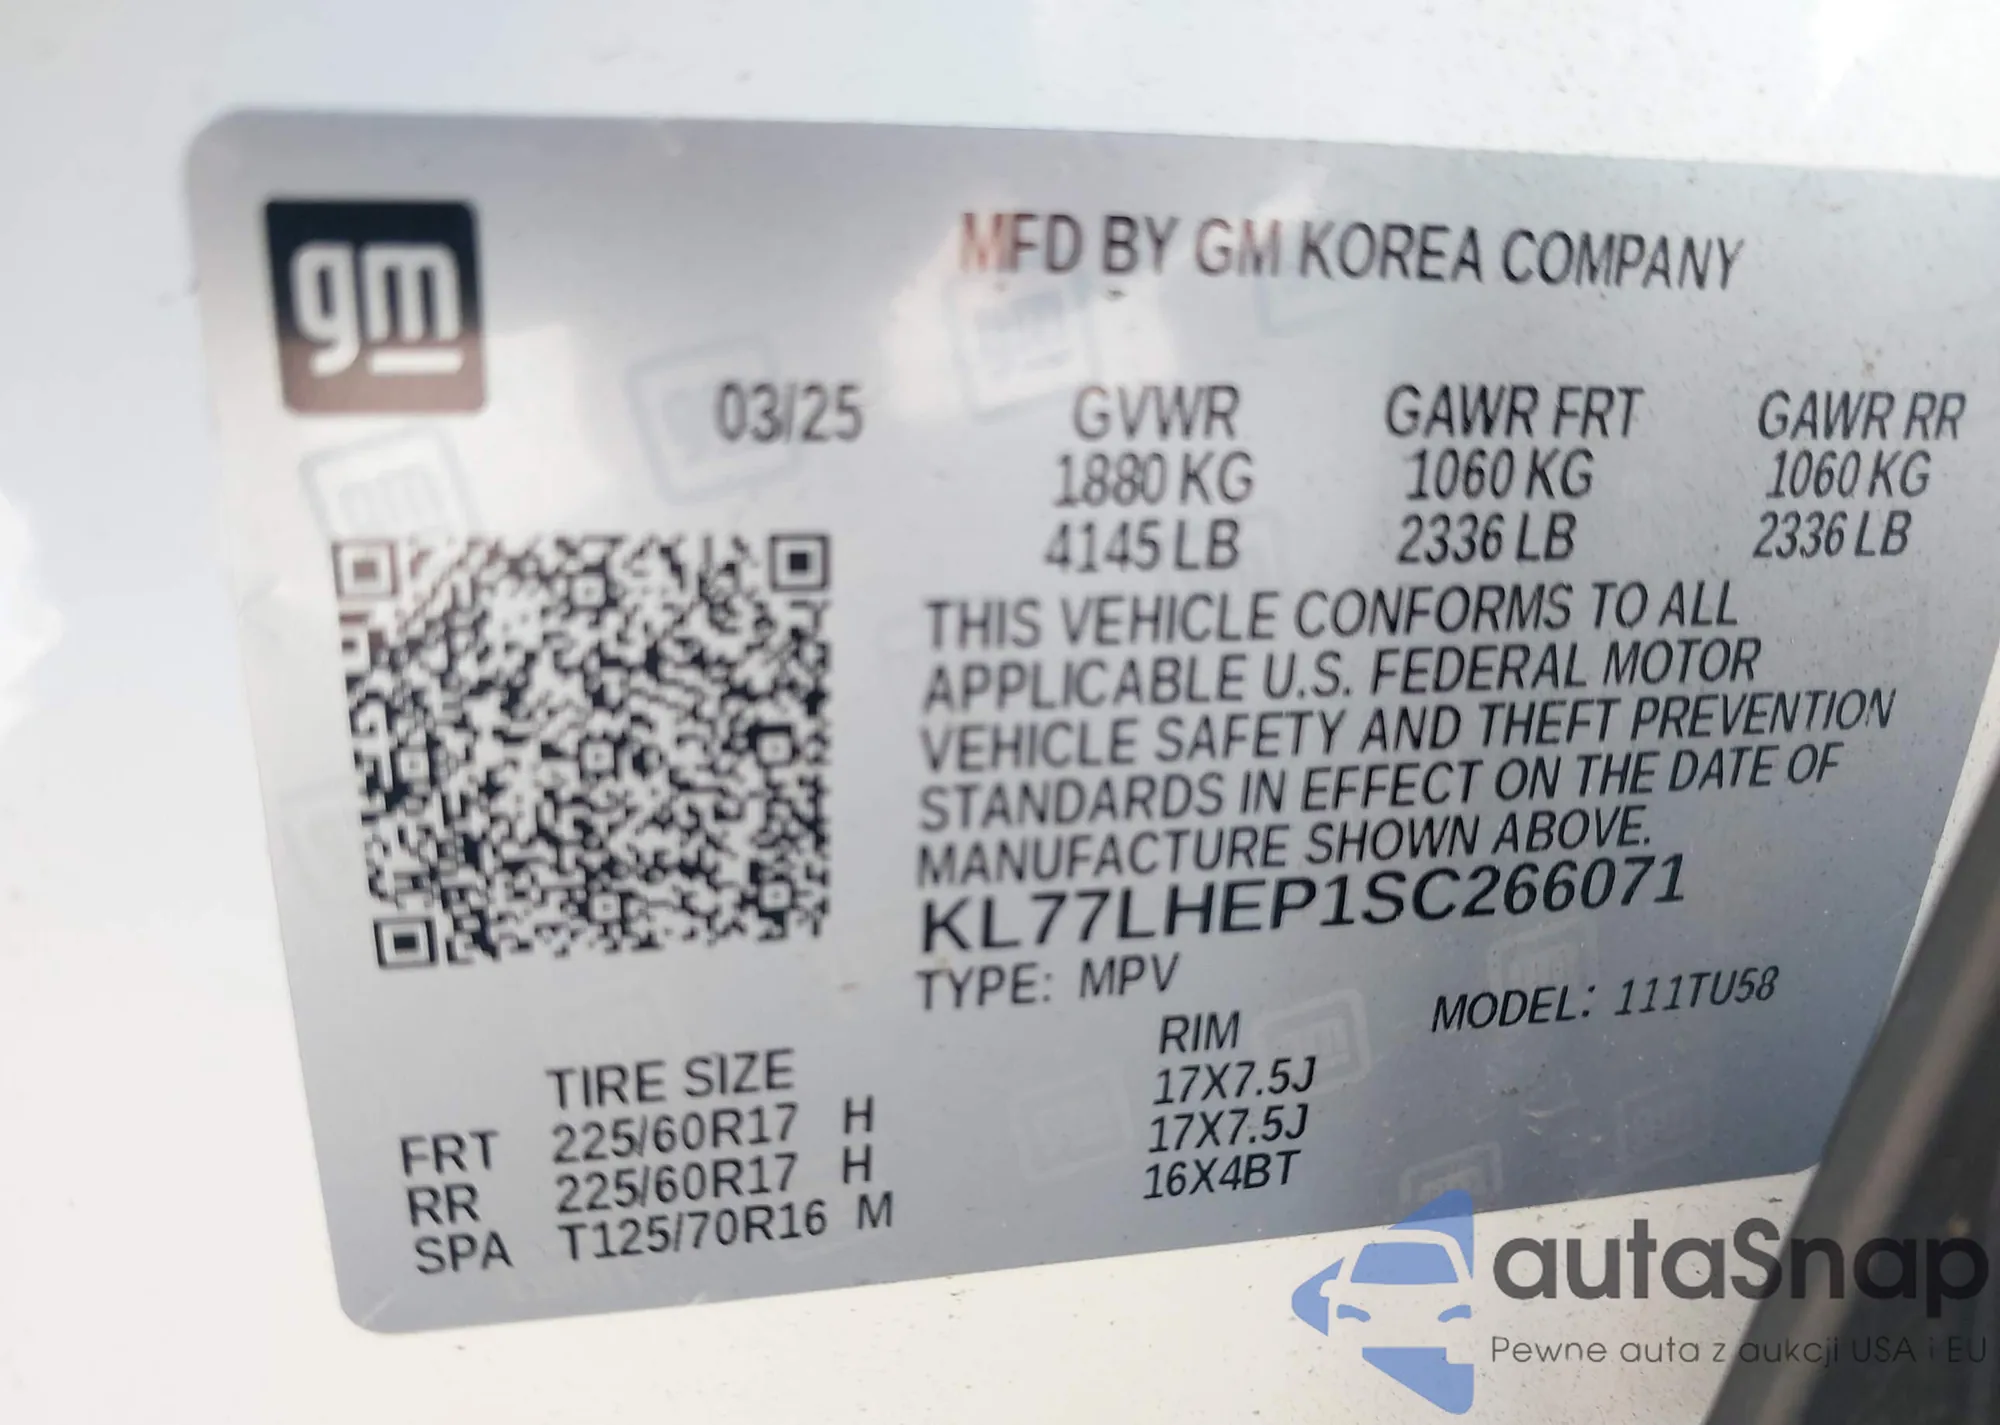 gm
MFD BY GM KOREA COMPANY
03/25 GVWR GAWR FRT GAWR RR
1880 KG 1060 KG 1060 KG
4145 LB 2336 LB 2336 LB
THIS VEHICLE CONFORMS TO ALL
APPLICABLE U.S. FEDERAL MOTOR
VEHICLE SAFETY AND THEFT PREVENTION
STANDARDS IN EFFECT ON THE DATE OF
MANUFACTURE SHOWN ABOVE.
KL77LHEP1SC266071
TYPE: MPV MODEL: 111TU58
TIRE SIZE RIM
FRT 225/60R17 H 17X7.5J
RR 225/60R17 H 17X7.5J
SPA T125/70R16 M 16X4BT
autaSnap
Pewne auta z aukcji USA i EU